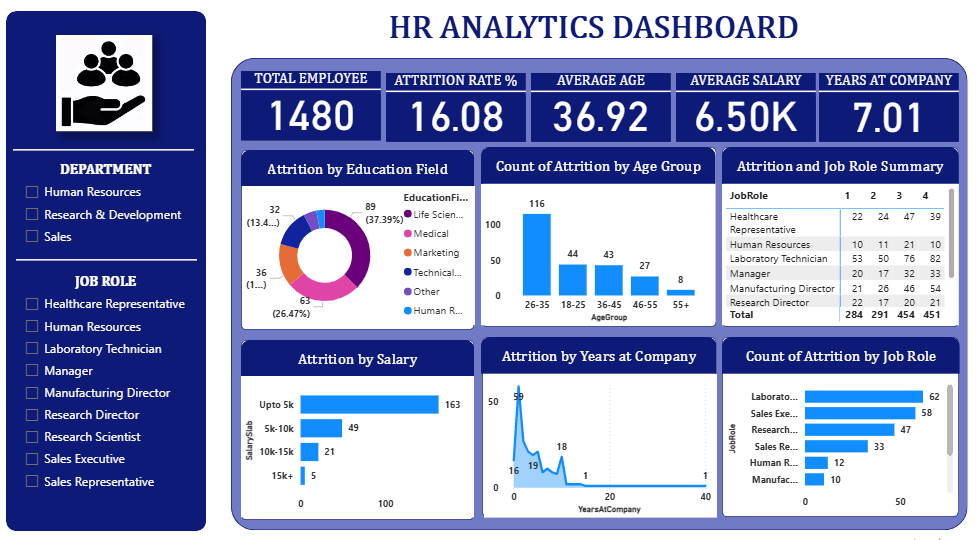 HR ANALYTICS DASHBOARD
DEPARTMENT
Human Resources
Research & Development
Sales
JOB ROLE
Healthcare Representative
Human Resources
Laboratory Technician
Manager
Manufacturing Director
Research Director
Research Scientist
Sales Executive
Sales Representative
TOTAL EMPLOYEE
1480
ATTRITION RATE %
16.08
AVERAGE AGE
36.92
AVERAGE SALARY
6.50K
YEARS AT COMPANY
7.01
Attrition by Education Field
32
(13.4...)
89
(37.39%)
36
(1...)
63
(26.47%)
EducationFi...
Life Scien...
Medical
Marketing
Technical...
Other
Human R...
Count of Attrition by Age Group
100
50
0
116
44
43
27
8
26-35 18-25 36-45 46-55 55+
AgeGroup
Attrition and Job Role Summary
JobRole 1 2 3 4
Healthcare 22 24 47 39
Representative
Human Resources 10 11 21 10
Laboratory Technician 53 50 76 82
Manager 20 17 32 33
Manufacturing Director 21 26 46 54
Research Director 22 17 20 21
Total 284 291 454 451
Attrition by Salary
SalarySlab
Upto 5k 163
5k-10k 49
10k-15k 21
15k+ 5
0 100
Attrition by Years at Company
50
0
59
16
19
18
1
1
0 20 40
YearsAtCompany
Count of Attrition by Job Role
JobRole
Laborato... 62
Sales Exe... 58
Research... 47
Sales Re... 33
Human R... 12
Manufac... 10
0 50